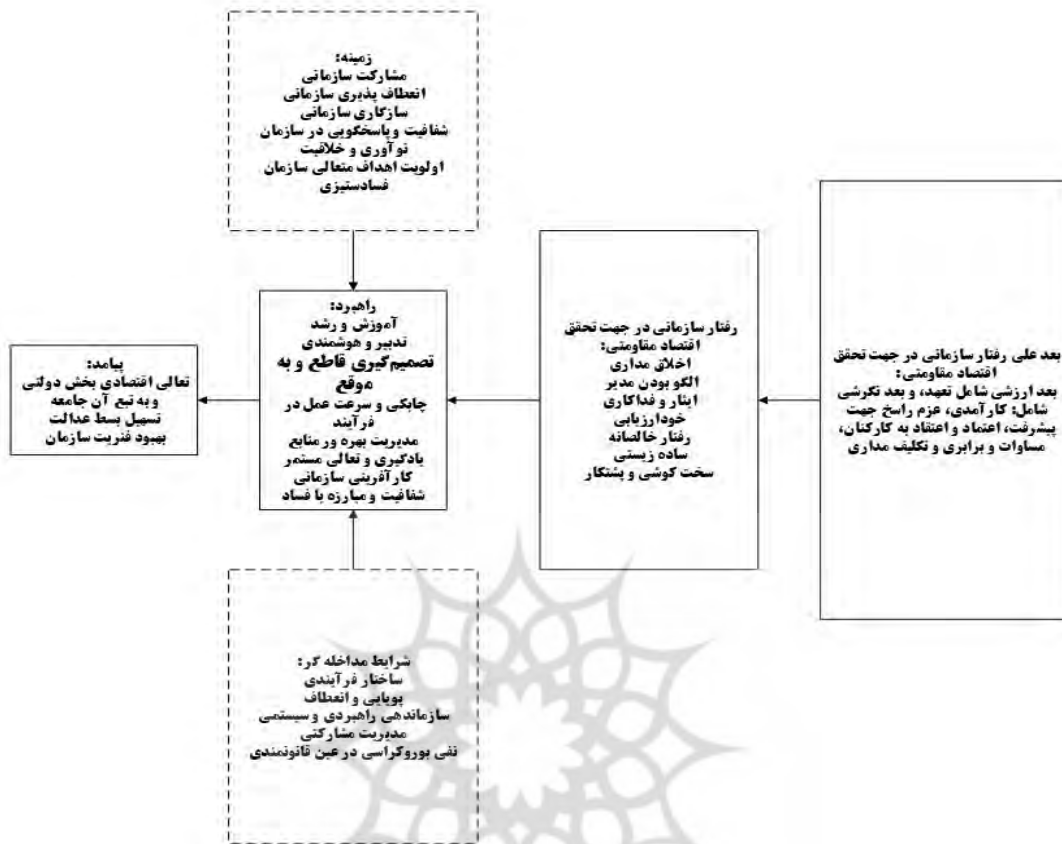 زمینه:
مشارکت سازمانی
انعطاف پذیری سازمانی
سازگاری سازمانی
شفافیت و پاسخگویی در سازمان
نوآوری و خلاقیت
اولویت اهداف متعالی سازمان
فسادستیزی
بعد علی رفتار سازمانی در جهت تحقق
اقتصاد مقاومتی:
بعد ارزشی شامل تعهد، و بعد نگرشی
شامل: کارآمدی، عزم راسخ جهت
پیشرفت، اعتماد و اعتقاد به کارکنان،
مساوات و برابری و تکلیف مداری
رفتار سازمانی در جهت تحقق
اقتصاد مقاومتی:
اخلاق مداری
الگو بودن مدیر
ایثار و فداکاری
خودارزیابی
رفتار خالصانه
ساده زیستی
سخت کوشی و پشتکار
راهبرد:
آموزش و رشد
تدبیر و هوشمندی
تصمیم‌گیری قاطع و به
موقع
چابکی و سرعت عمل در
فرآیند
مدیریت بهره ور منابع
یادگیری و تعالی مستمر
کارآفرینی سازمانی
شفافیت و مبارزه با فساد
پیامد:
تعالی اقتصادی بخش دولتی
و به تبع آن جامعه
تسهیل بسط عدالت
بهبود فنریت سازمان
شرایط مداخله گر:
ساختار فرآیندی
پویایی و انعطاف
سازماندهی راهبردی و سیستمی
مدیریت مشارکتی
نفی بوروکراسی در عین قانونمندی